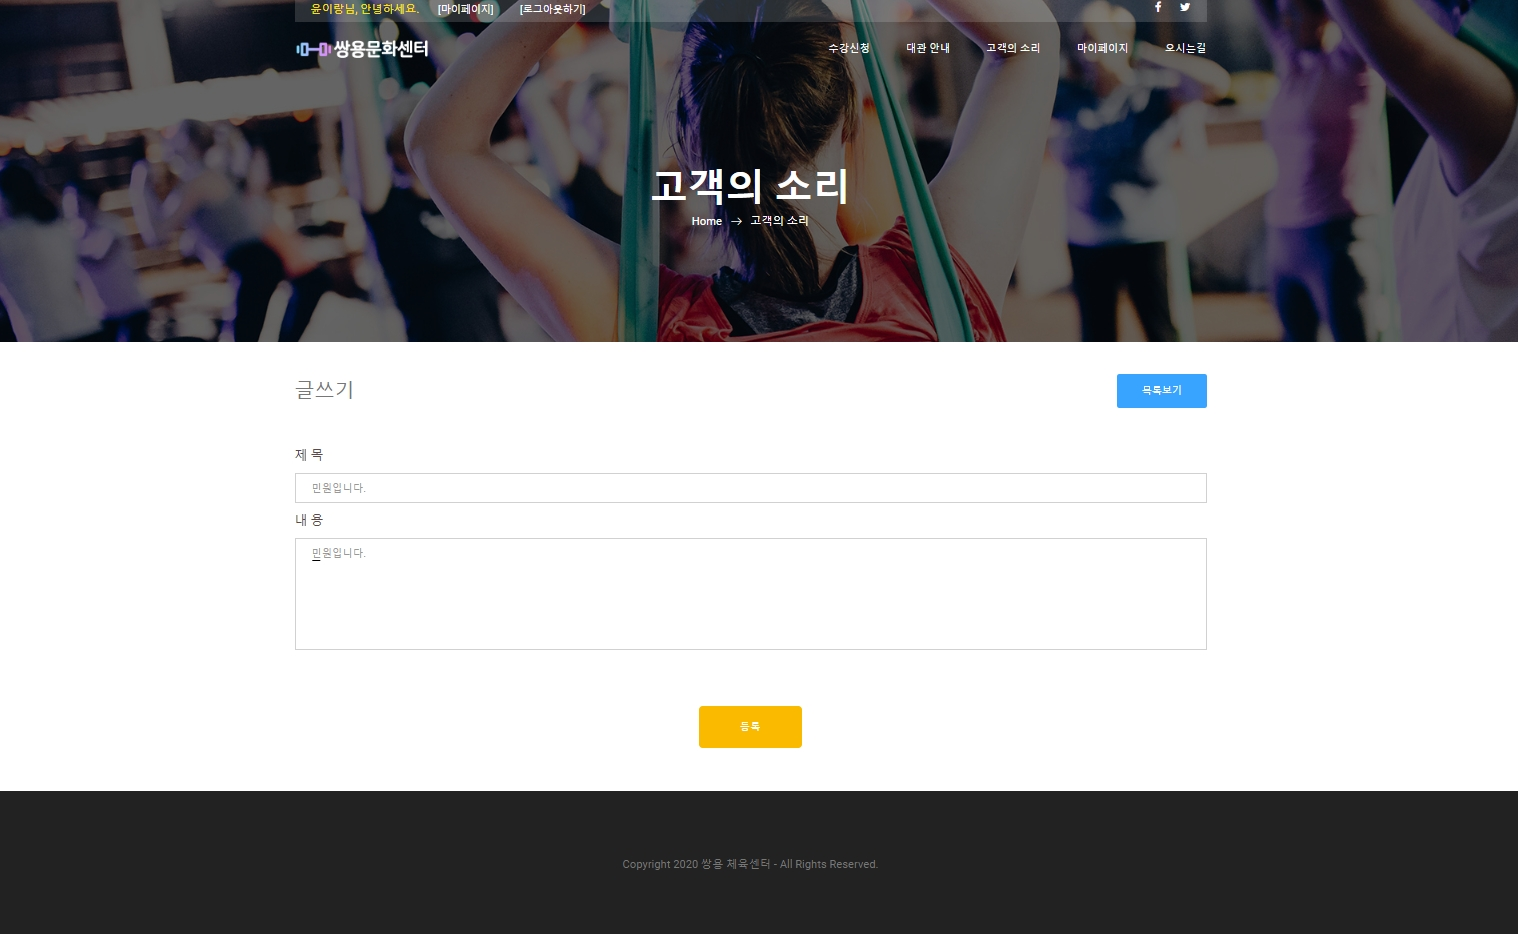 윤이랑님, 안녕하세요. [마이페이지] [로그아웃하기]
쌍용문화센터 수강신청 대관 안내 고객의 소리 마이페이지 오시는길
고객의 소리
Home → 고객의 소리
글쓰기 목록보기
제 목
민원입니다.
내 용
민원입니다.
등록
Copyright 2020 쌍용 체육센터 - All Rights Reserved.